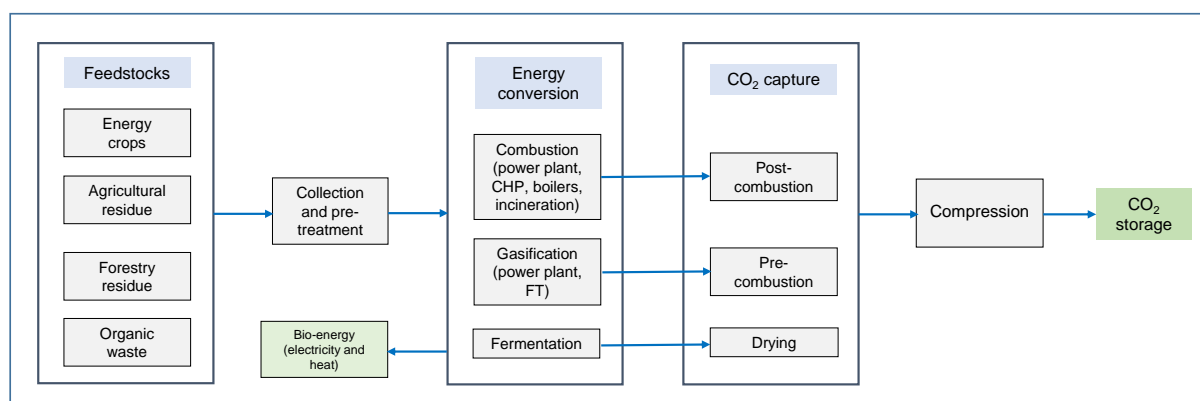 Feedstocks
Energy
crops
Agricultural
residue
Forestry
residue
Organic
waste
Collection
and pre-
treatment
Bio-energy
(electricity and
heat)
Energy
conversion
Combustion
(power plant,
CHP, boilers,
incineration)
Gasification
(power plant,
FT)
Fermentation
CO₂ capture
Post-
combustion
Pre-
combustion
Drying
Compression
CO₂
storage